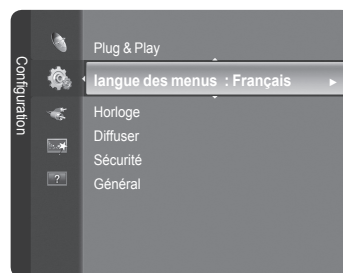 Configuration
Plug & Play
langue des menus : Français
Horloge
Diffuser
Sécurité
Général